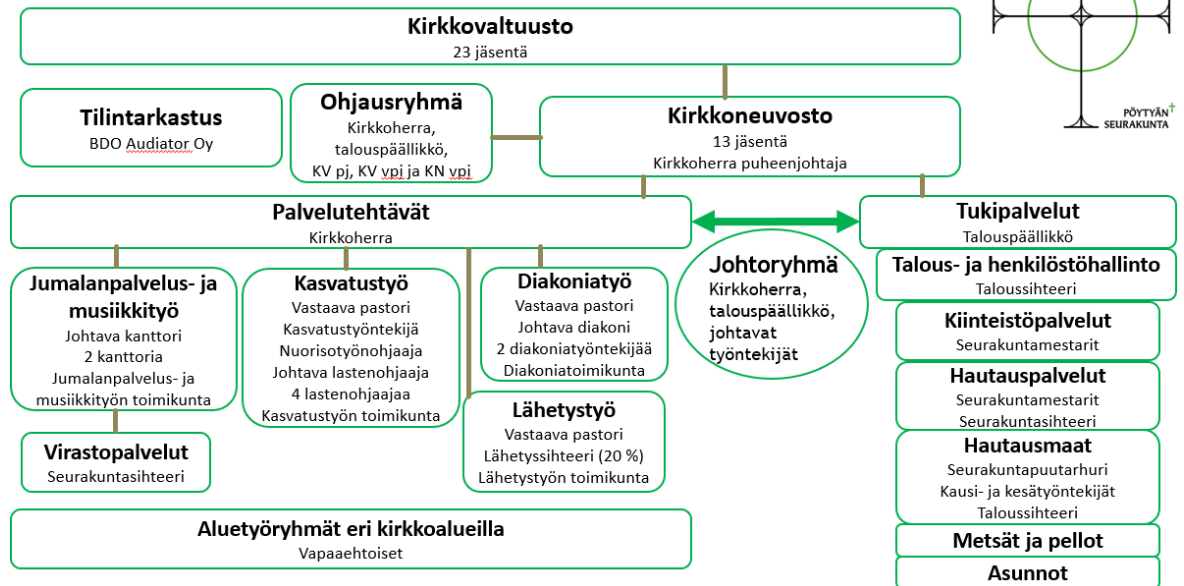 Kirkkovaltuusto
23 jäsentä
PÖYTYÄN
SEURAKUNTA
Tilintarkastus
BDO Audiator Oy
Ohjausryhmä
Kirkkoherra,
talouspäällikkö,
KV pj, KV vpj ja KN vpj
Kirkkoneuvosto
13 jäsentä
Kirkkoherra puheenjohtaja
Palvelutehtävät
Kirkkoherra
Jumalanpalvelus- ja
musiikkityö
Johtava kanttori
2 kanttoria
Jumalanpalvelus- ja
musiikkityön toimikunta
Virastopalvelut
Seurakuntasihteeri
Kasvatustyö
Vastaava pastori
Kasvatustyöntekijä
Nuorisotyönohjaaja
Johtava lastenohjaaja
4 lastenohjaajaa
Kasvatustyön toimikunta
Diakoniatyö
Vastaava pastori
Johtava diakoni
2 diakoniatyöntekijää
Diakoniatoimikunta
Lähetystyö
Vastaava pastori
Lähetyssihteeri (20 %)
Lähetystyön toimikunta
Aluetyöryhmät eri kirkkoalueilla
Vapaaehtoiset
Johtoryhmä
Kirkkoherra,
talouspäällikkö,
johtavat
työntekijät
Tukipalvelut
Talouspäällikkö
Talous- ja henkilöstöhallinto
Taloussihteeri
Kiinteistöpalvelut
Seurakuntamestarit
Hautauspalvelut
Seurakuntamestarit
Seurakuntasihteeri
Hautausmaat
Seurakuntapuutarhuri
Kausi- ja kesätyöntekijät
Taloussihteeri
Metsät ja pellot
Asunnot